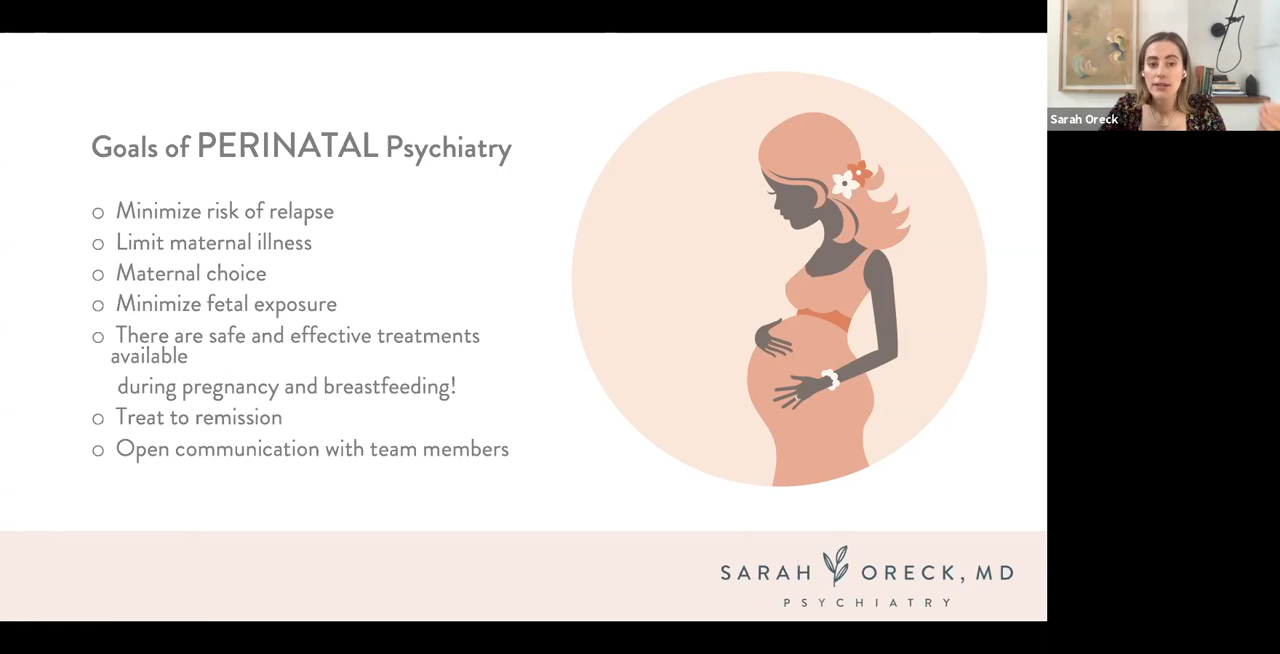 Goals of PERINATAL Psychiatry
Minimize risk of relapse
Limit maternal illness
Maternal choice
Minimize fetal exposure
There are safe and effective treatments
available
during pregnancy and breastfeeding!
Treat to remission
Open communication with team members
SARAH ORECK, MD
PSYCHIATRY
Sarah Oreck